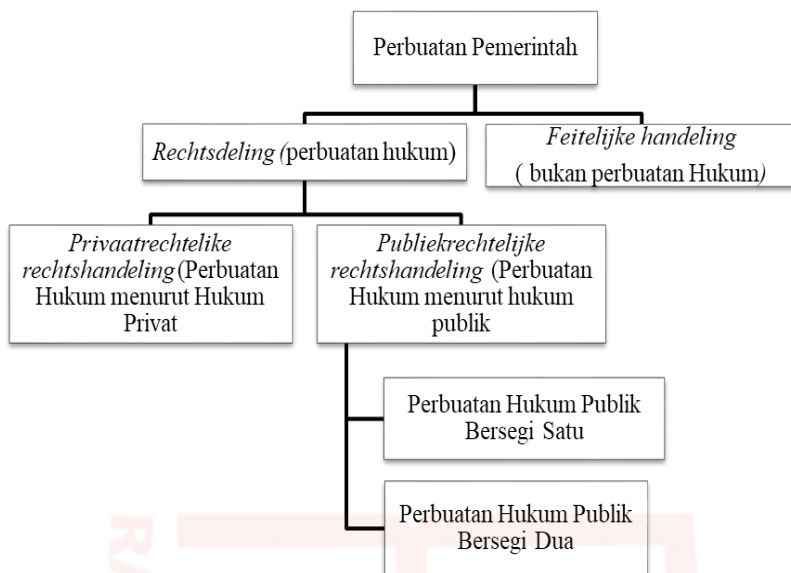 Perbuatan Pemerintah
Rechtsdeling (perbuatan hukum)
Feitelijke handeling
( bukan perbuatan Hukum)
Privaatrechtelike
rechtshandeling (Perbuatan
Hukum menurut Hukum
Privat
Publiekrechtelijke
rechtshandeling (Perbuatan
Hukum menurut hukum
publik
Perbuatan Hukum Publik
Bersegi Satu
Perbuatan Hukum Publik
Bersegi Dua
RA